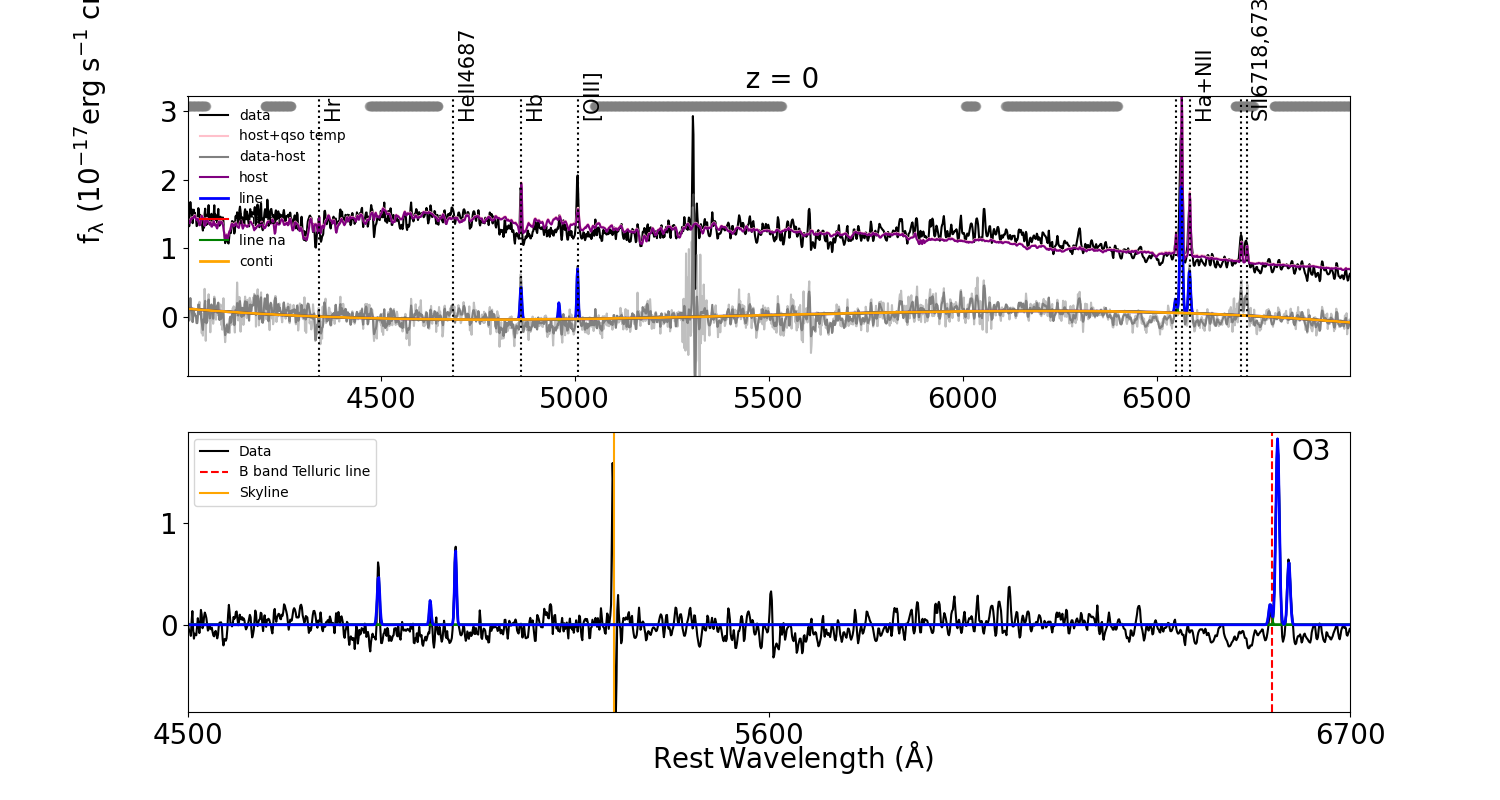 z = 0
fλ (10−17erg s−1 c
Hr
HeII4687
Hb
[OIII]
Ha+NII
SII6718,673
data
host+qso temp
data-host
host
line
line na
conti
3
2
1
0
4500
5000
5500
6000
6500
Data
B band Telluric line
Skyline
O3
1
0
4500
5600
6700
Rest Wavelength (Å)